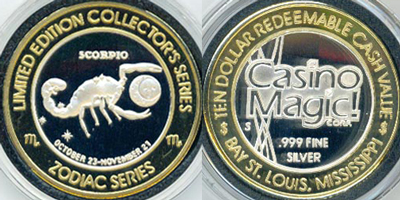 LIMITED EDITION COLLECTOR'S SERIES
SCORPIO
OCTOBER 23-NOVEMBER 21
♏ ♏
ZODIAC SERIES
TEN DOLLAR REDEEMABLE CASH VALUE
Casino
Magic!
.999 FINE
SILVER
$ $
BAY ST. LOUIS, MISSISSIPPI